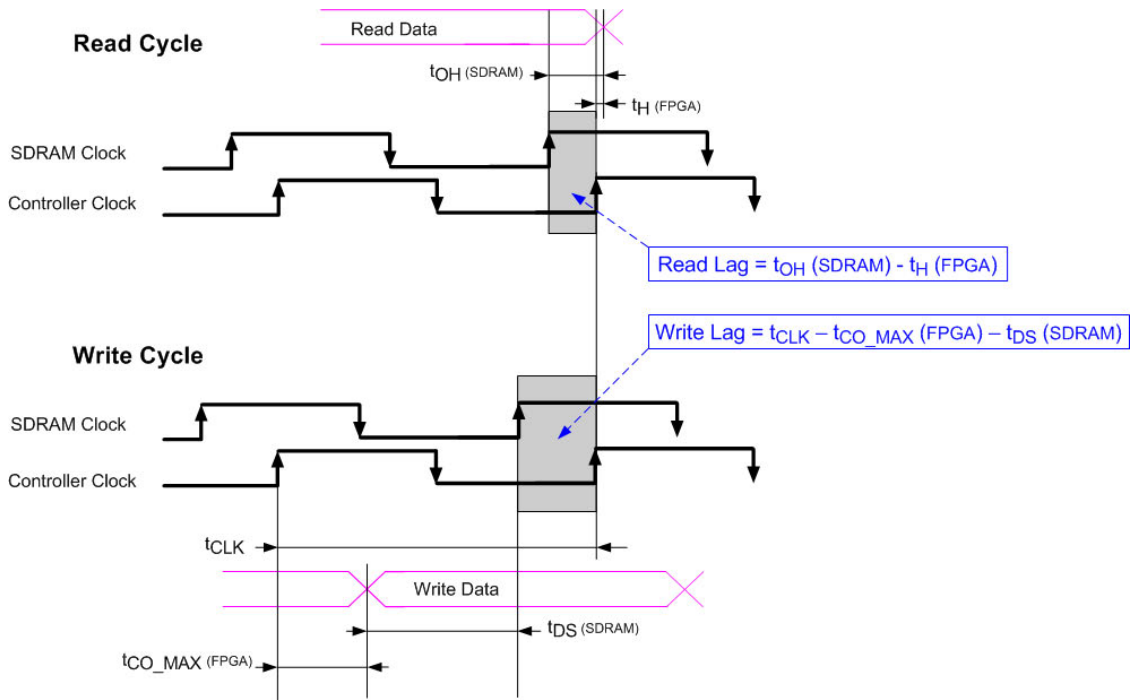 Read Cycle
Read Data
tOH (SDRAM)
tH (FPGA)
SDRAM Clock
Controller Clock
Read Lag = tOH (SDRAM) - tH (FPGA)
Write Lag = tCLK – tCO_MAX (FPGA) – tDS (SDRAM)
Write Cycle
SDRAM Clock
Controller Clock
tCLK
Write Data
tDS (SDRAM)
tCO_MAX (FPGA)